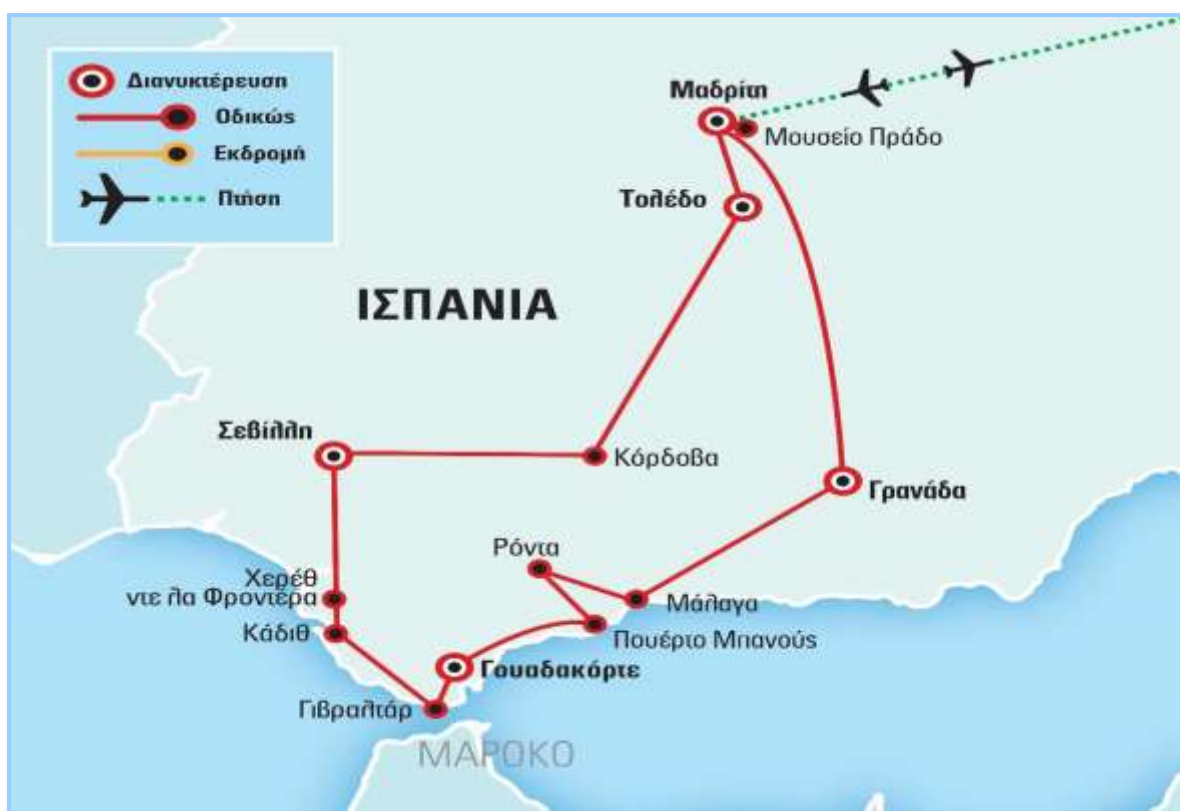 Διανυκτέρευση
Οδικώς
Εκδρομή
Πτήση
Μαδρίτη
Μουσείο Πράδο
Τολέδο
ΙΣΠΑΝΙΑ
Σεβίλλη
Κόρδοβα
Γρανάδα
Ρόντα
Χερέθ
ντε λα Φροντέρα
Μάλαγα
Κάδιθ
Πουέρτο Μπανούς
Γουαδακόρτε
Γιβραλτάρ
ΜΑΡΟΚΟ